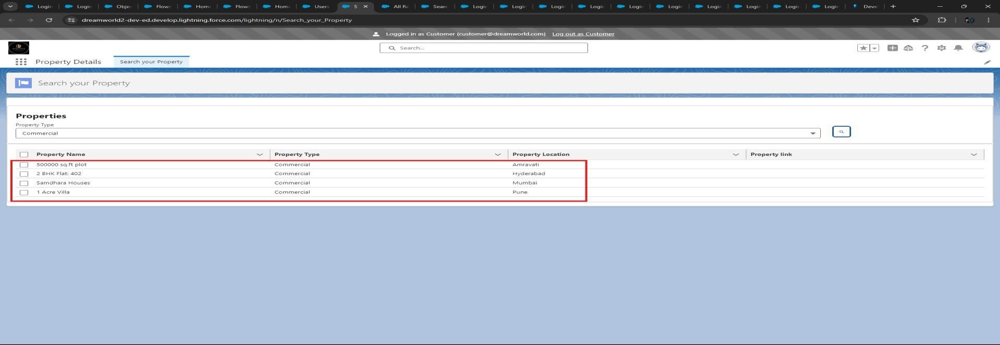 Login Login Obje Flows Hom Flows Hom Users S All Re Searc Login Login Login Login Login Login Login Login Login Login Deve
dreamworld2-dev-ed.develop.lightning.force.com/lightning/n/Search_your_Property
Logged in as Customer (customer@dreamworld.com) Log out as Customer
Search...
Property Details Search your Property
Search your Property
Properties
Property Type
Commercial
Property Name Property Type Property Location Property link
500000 sq.ft plot Commercial Amravati
2 BHK Flat: 402 Commercial Hyderabad
Samdhara Houses Commercial Mumbai
1 Acre Villa Commercial Pune